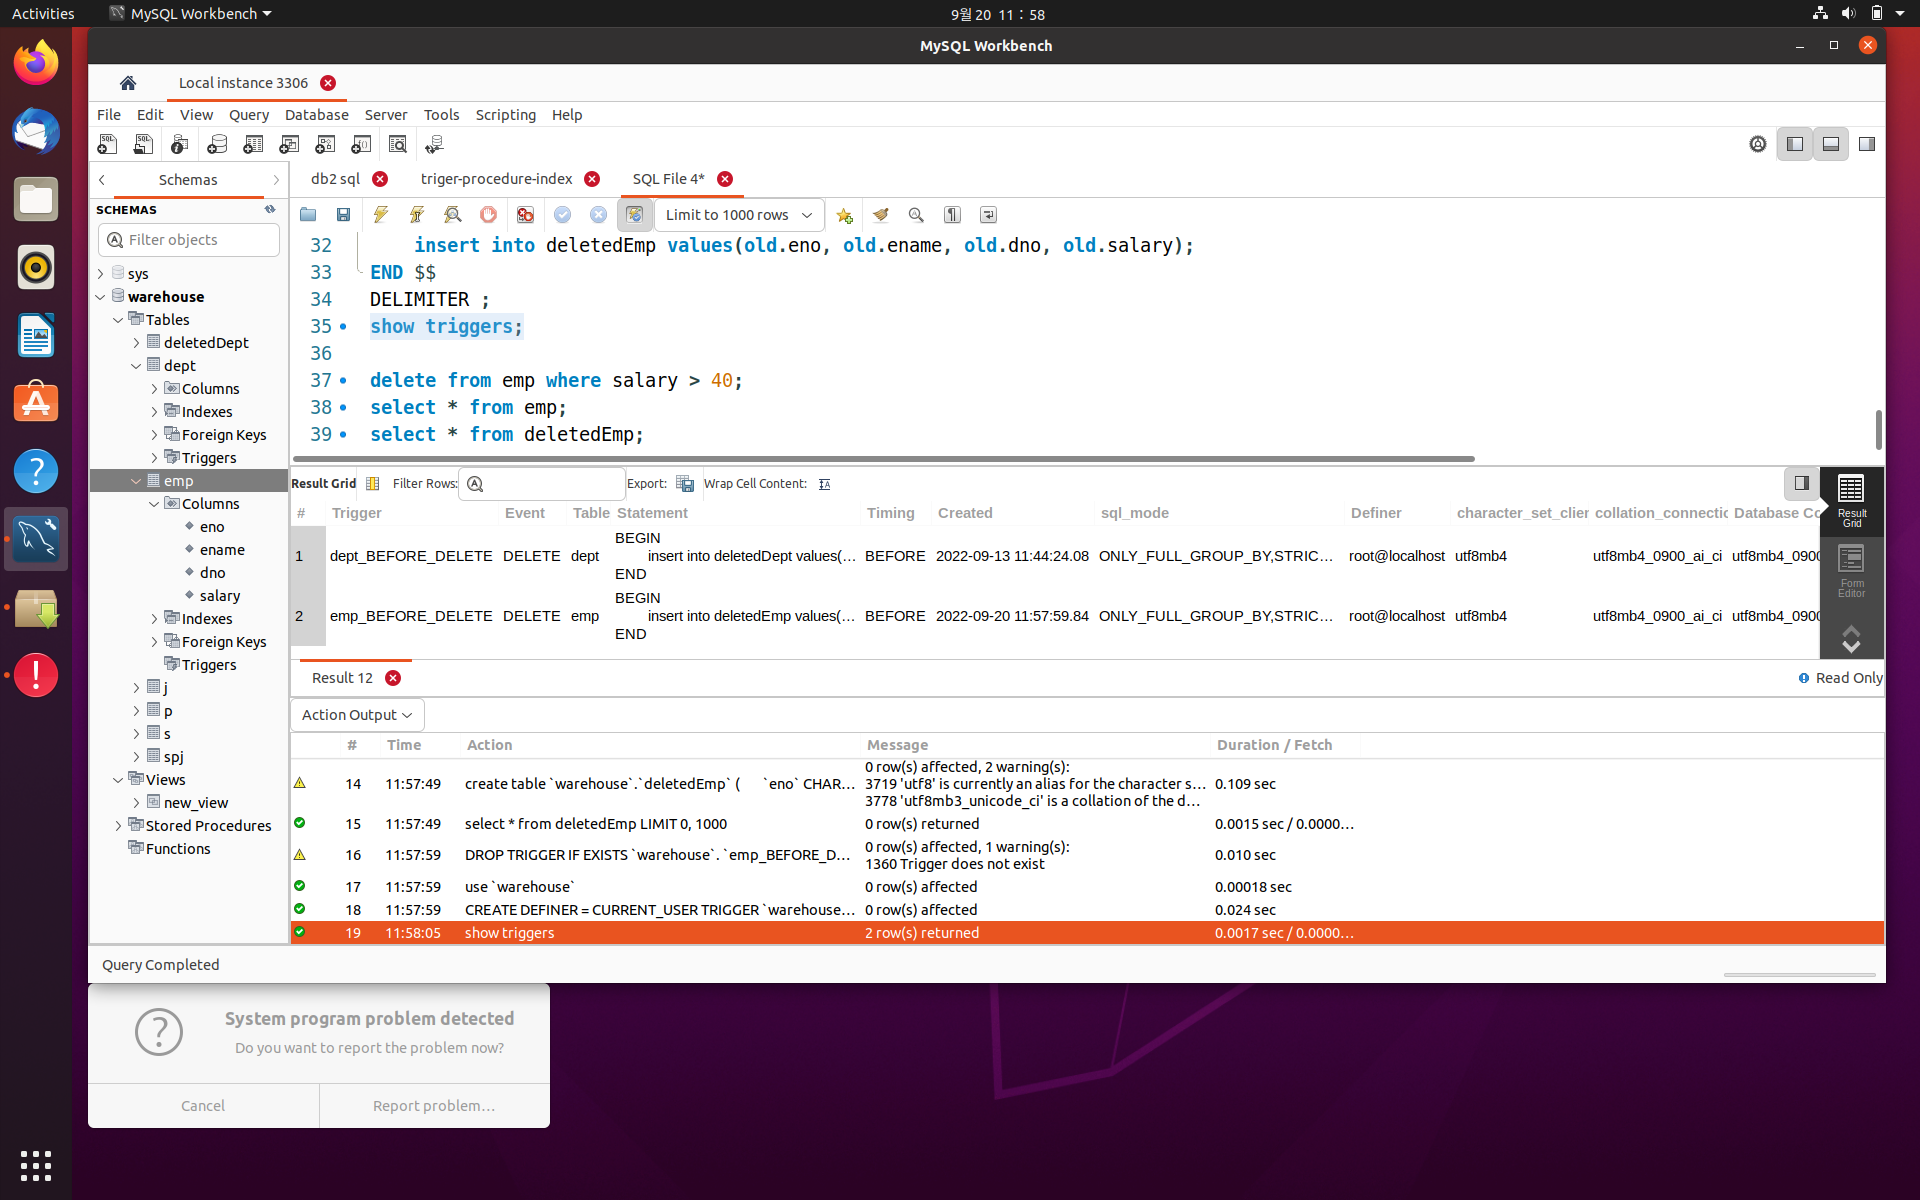 Activities
MySQL Workbench
9월 20 11 : 58
MySQL Workbench
Local instance 3306
File Edit View Query Database Server Tools Scripting Help
Schemas
db2 sql
triger-procedure-index
SQL File 4*
SCHEMAS
Filter objects
Limit to 1000 rows
sys
warehouse
Tables
deletedDept
dept
Columns
Indexes
Foreign Keys
Triggers
emp
Columns
eno
ename
dno
salary
Indexes
Foreign Keys
Triggers
j
p
s
spj
Views
new_view
Stored Procedures
Functions
32 insert into deletedEmp values(old.eno, old.ename, old.dno, old.salary);
33 END $$
34 DELIMITER ;
35 show triggers;
36
37 delete from emp where salary > 40;
38 select * from emp;
39 select * from deletedEmp;
Result Grid Filter Rows: Export: Wrap Cell Content:
# Trigger Event Table Statement Timing Created sql_mode Definer character_set_clier collation_connectic Database Cc
1 dept_BEFORE_DELETE DELETE dept BEGIN
insert into deletedDept values(…
END BEFORE 2022-09-13 11:44:24.08 ONLY_FULL_GROUP_BY,STRIC… root@localhost utf8mb4 utf8mb4_0900_ai_ci utf8mb4_0900
2 emp_BEFORE_DELETE DELETE emp BEGIN
insert into deletedEmp values(…
END BEFORE 2022-09-20 11:57:59.84 ONLY_FULL_GROUP_BY,STRIC… root@localhost utf8mb4 utf8mb4_0900_ai_ci utf8mb4_0900
Result
Grid
Form
Editor
Result 12
Read Only
Action Output
# Time Action Message Duration / Fetch
14 11:57:49 create table `warehouse`.`deletedEmp` ( `eno` CHAR… 0 row(s) affected, 2 warning(s):
3719 'utf8' is currently an alias for the character s…
3778 'utf8mb3_unicode_ci' is a collation of the d… 0.109 sec
15 11:57:49 select * from deletedEmp LIMIT 0, 1000 0 row(s) returned 0.0015 sec / 0.0000…
16 11:57:59 DROP TRIGGER IF EXISTS `warehouse`.`emp_BEFORE_D… 0 row(s) affected, 1 warning(s):
1360 Trigger does not exist 0.010 sec
17 11:57:59 use `warehouse` 0 row(s) affected 0.00018 sec
18 11:57:59 CREATE DEFINER = CURRENT_USER TRIGGER `warehouse… 0 row(s) affected 0.024 sec
19 11:58:05 show triggers 2 row(s) returned 0.0017 sec / 0.0000…
Query Completed
System program problem detected
Do you want to report the problem now?
Cancel
Report problem…